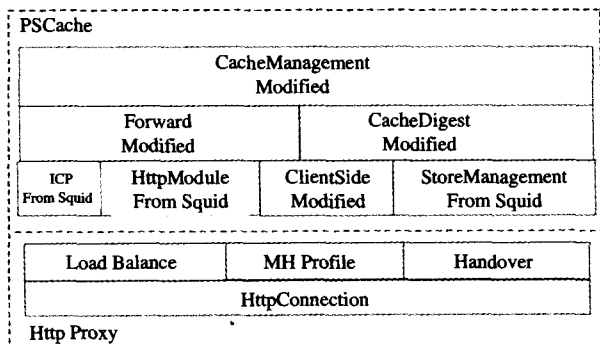 PSCache
CacheManagement
Modified
Forward
Modified
CacheDigest
Modified
ICP
From Squid
HttpModule
From Squid
ClientSide
Modified
StoreManagement
From Squid
Load Balance
MH Profile
Handover
HttpConnection
Http Proxy